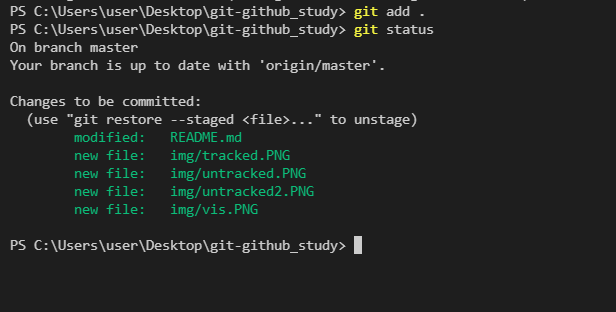 PS C:\Users\user\Desktop\git-github_study> git add .
PS C:\Users\user\Desktop\git-github_study> git status
On branch master
Your branch is up to date with 'origin/master'.

Changes to be committed:
  (use "git restore --staged <file>..." to unstage)
        modified:   README.md
        new file:   img/tracked.PNG
        new file:   img/untracked.PNG
        new file:   img/untracked2.PNG
        new file:   img/vis.PNG

PS C:\Users\user\Desktop\git-github_study>